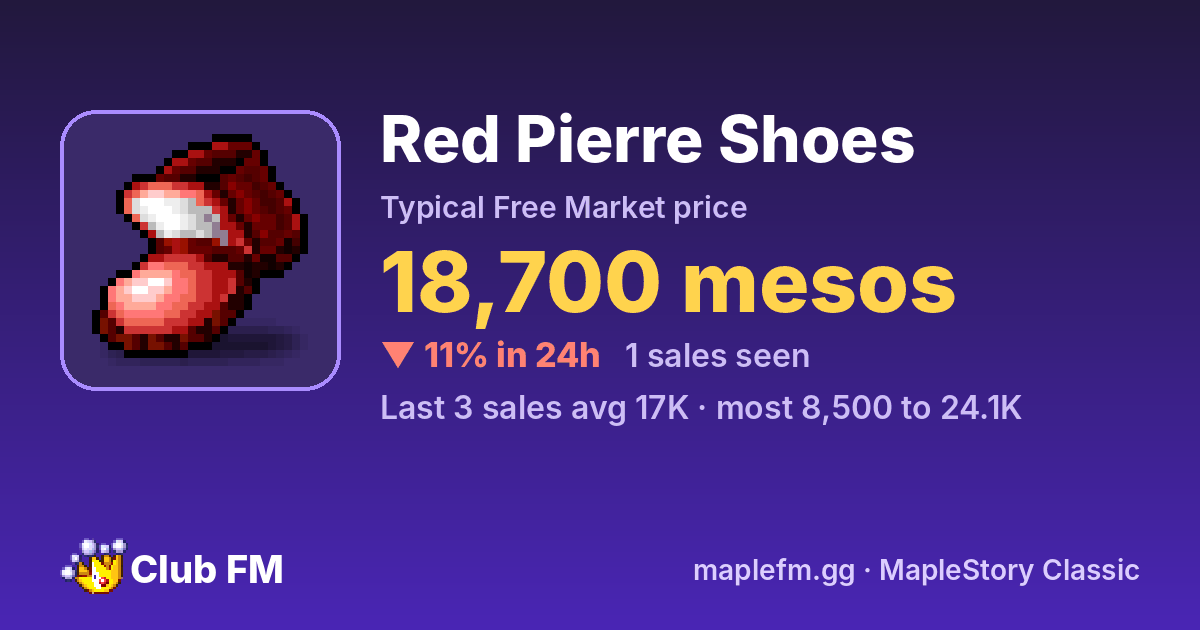 Red Pierre Shoes
Typical Free Market price
18,700 mesos
▼ 11% in 24h 1 sales seen
Last 3 sales avg 17K · most 8,500 to 24.1K
Club FM
maplefm.gg · MapleStory Classic